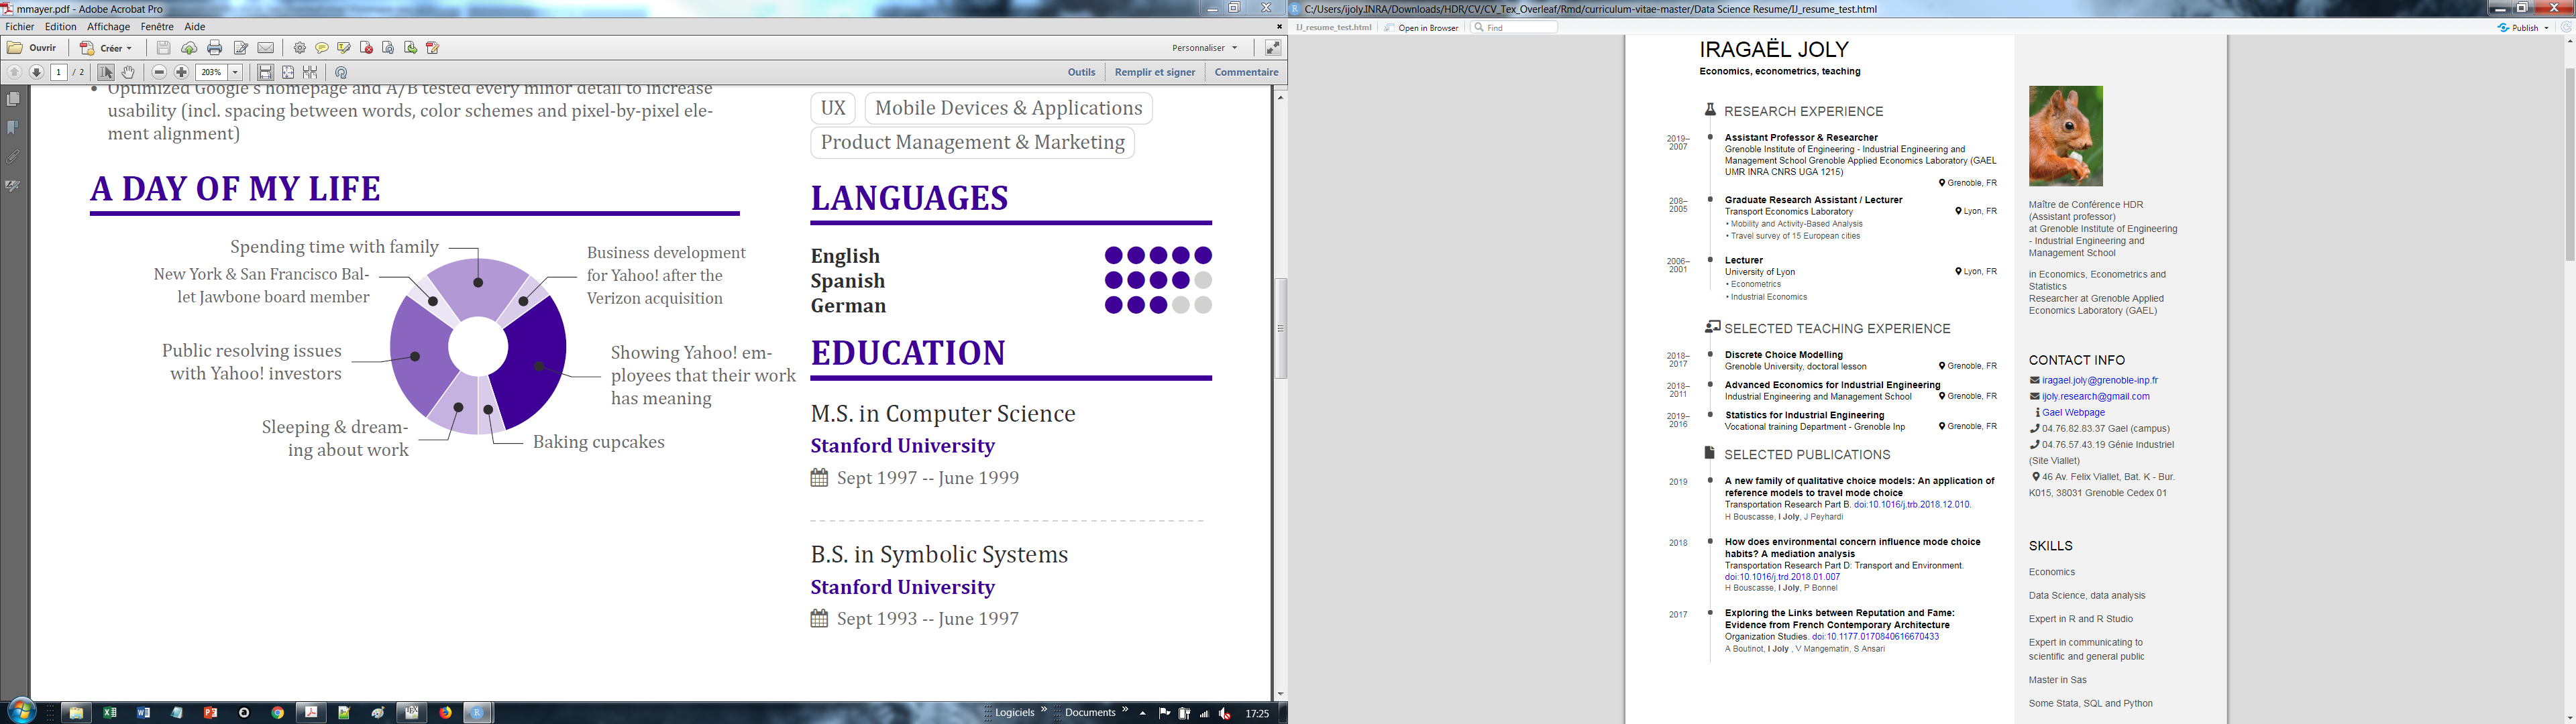 mmayer.pdf - Adobe Acrobat Pro
Fichier Edition Affichage Fenêtre Aide
Ouvrir Créer Personnaliser
1 / 2 203% Outils Remplir et signer Commentaire
• Optimized Google's homepage and A/B tested every minor detail to increase
usability (incl. spacing between words, color schemes and pixel-by-pixel ele-
ment alignment)
A DAY OF MY LIFE
Spending time with family
New York & San Francisco Bal-
let Jawbone board member
Public resolving issues
with Yahoo! investors
Sleeping & dream-
ing about work
Business development
for Yahoo! after the
Verizon acquisition
Showing Yahoo! em-
ployees that their work
has meaning
Baking cupcakes
UX Mobile Devices & Applications
Product Management & Marketing
LANGUAGES
English
Spanish
German
EDUCATION
M.S. in Computer Science
Stanford University
Sept 1997 -- June 1999
B.S. in Symbolic Systems
Stanford University
Sept 1993 -- June 1997
Logiciels » Documents » 17:25
C:/Users/ijoly.INRA/Downloads/HDR/CV/CV_Tex_Overleaf/Rmd/curriculum-vitae-master/Data Science Resume/IJ_resume_test.html
IJ_resume_test.html Open in Browser Find Publish
IRAGAËL JOLY
Economics, econometrics, teaching
RESEARCH EXPERIENCE
2019–
2007
Assistant Professor & Researcher
Grenoble Institute of Engineering - Industrial Engineering and
Management School Grenoble Applied Economics Laboratory (GAEL
UMR INRA CNRS UGA 1215)
Grenoble, FR
208–
2005
Graduate Research Assistant / Lecturer
Transport Economics Laboratory Lyon, FR
• Mobility and Activity-Based Analysis
• Travel survey of 15 European cities
2006–
2001
Lecturer
University of Lyon Lyon, FR
• Econometrics
• Industrial Economics
SELECTED TEACHING EXPERIENCE
2018–
2017
Discrete Choice Modelling
Grenoble University, doctoral lesson Grenoble, FR
2018–
2011
Advanced Economics for Industrial Engineering
Industrial Engineering and Management School Grenoble, FR
2019–
2016
Statistics for Industrial Engineering
Vocational training Department - Grenoble Inp Grenoble, FR
SELECTED PUBLICATIONS
2019
A new family of qualitative choice models: An application of
reference models to travel mode choice
Transportation Research Part B. doi:10.1016/j.trb.2018.12.010.
H Bouscasse, I Joly, J Peyhardi
2018
How does environmental concern influence mode choice
habits? A mediation analysis
Transportation Research Part D: Transport and Environment.
doi:10.1016/j.trd.2018.01.007
H Bouscasse, I Joly, P Bonnel
2017
Exploring the Links between Reputation and Fame:
Evidence from French Contemporary Architecture
Organization Studies. doi:10.1177.0170840616670433
A Boutinot, I Joly , V Mangematin, S Ansari
Maître de Conférence HDR
(Assistant professor)
at Grenoble Institute of Engineering
- Industrial Engineering and
Management School
in Economics, Econometrics and
Statistics
Researcher at Grenoble Applied
Economics Laboratory (GAEL)
CONTACT INFO
iragael.joly@grenoble-inp.fr
ijoly.research@gmail.com
Gael Webpage
04.76.82.83.37 Gael (campus)
04.76.57.43.19 Génie Industriel
(Site Viallet)
46 Av. Felix Viallet, Bat. K - Bur.
K015, 38031 Grenoble Cedex 01
SKILLS
Economics
Data Science, data analysis
Expert in R and R Studio
Expert in communicating to
scientific and general public
Master in Sas
Some Stata, SQL and Python